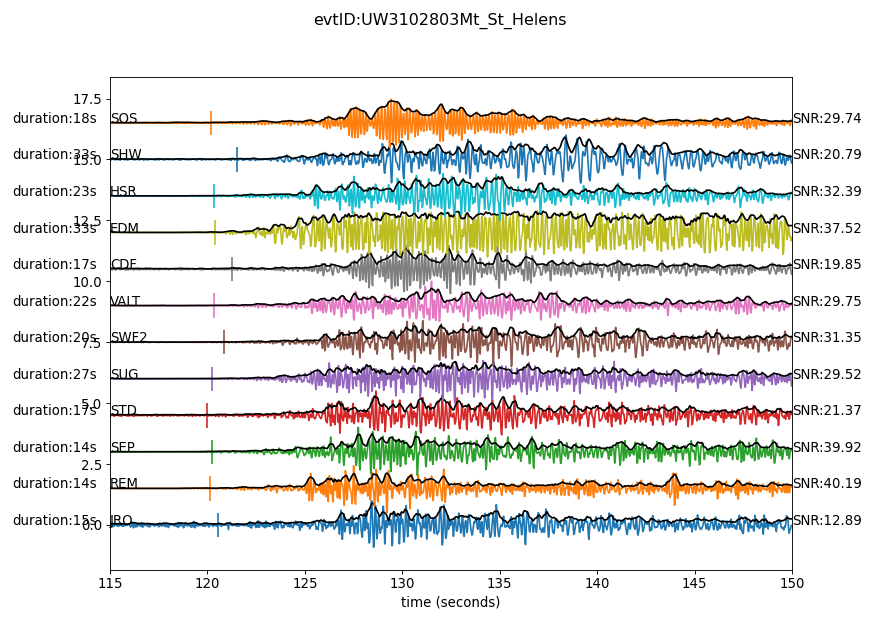 evtID:UW3102803Mt_St_Helens
17.5
duration:18s SOS SNR:29.74
duration:33s SHW SNR:20.79
15.0
duration:23s HSR SNR:32.39
12.5
duration:33s EDM SNR:37.52
duration:17s CDF SNR:19.85
10.0
duration:22s VALT SNR:29.75
duration:20s SWF2 SNR:31.35
7.5
duration:27s SUG SNR:29.52
5.0
duration:17s STD SNR:21.37
duration:14s SEP SNR:39.92
2.5
duration:14s REM SNR:40.19
duration:15s JRO SNR:12.89
0.0
115 120 125 130 135 140 145 150
time (seconds)